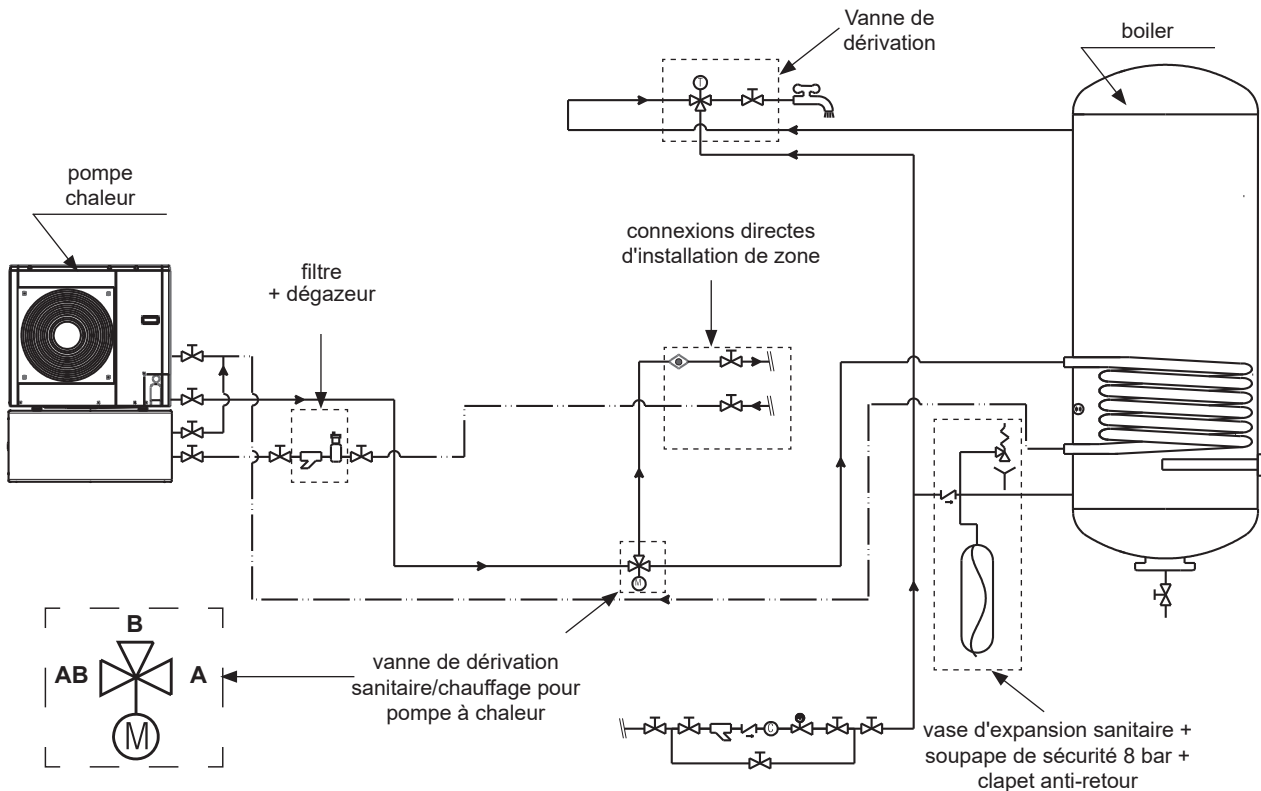 Vanne de
dérivation
boiler
pompe
chaleur
T
connexions directes
d'installation de zone
filtre
+ dégazeur
M
B
AB
A
M
vanne de dérivation
sanitaire/chauffage pour
pompe à chaleur
C
vase d'expansion sanitaire +
soupape de sécurité 8 bar +
clapet anti-retour